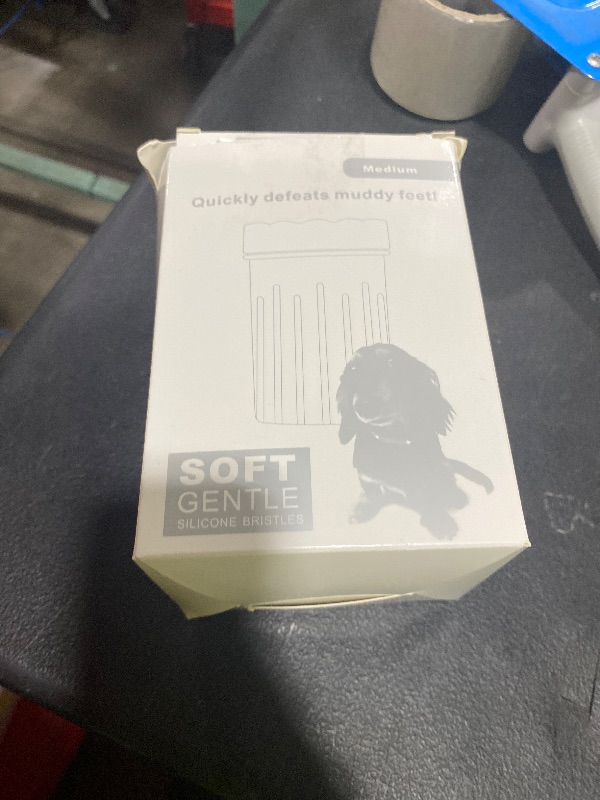 Medium
Quickly defeats muddy feet!
SOFT
GENTLE
SILICONE BRISTLES